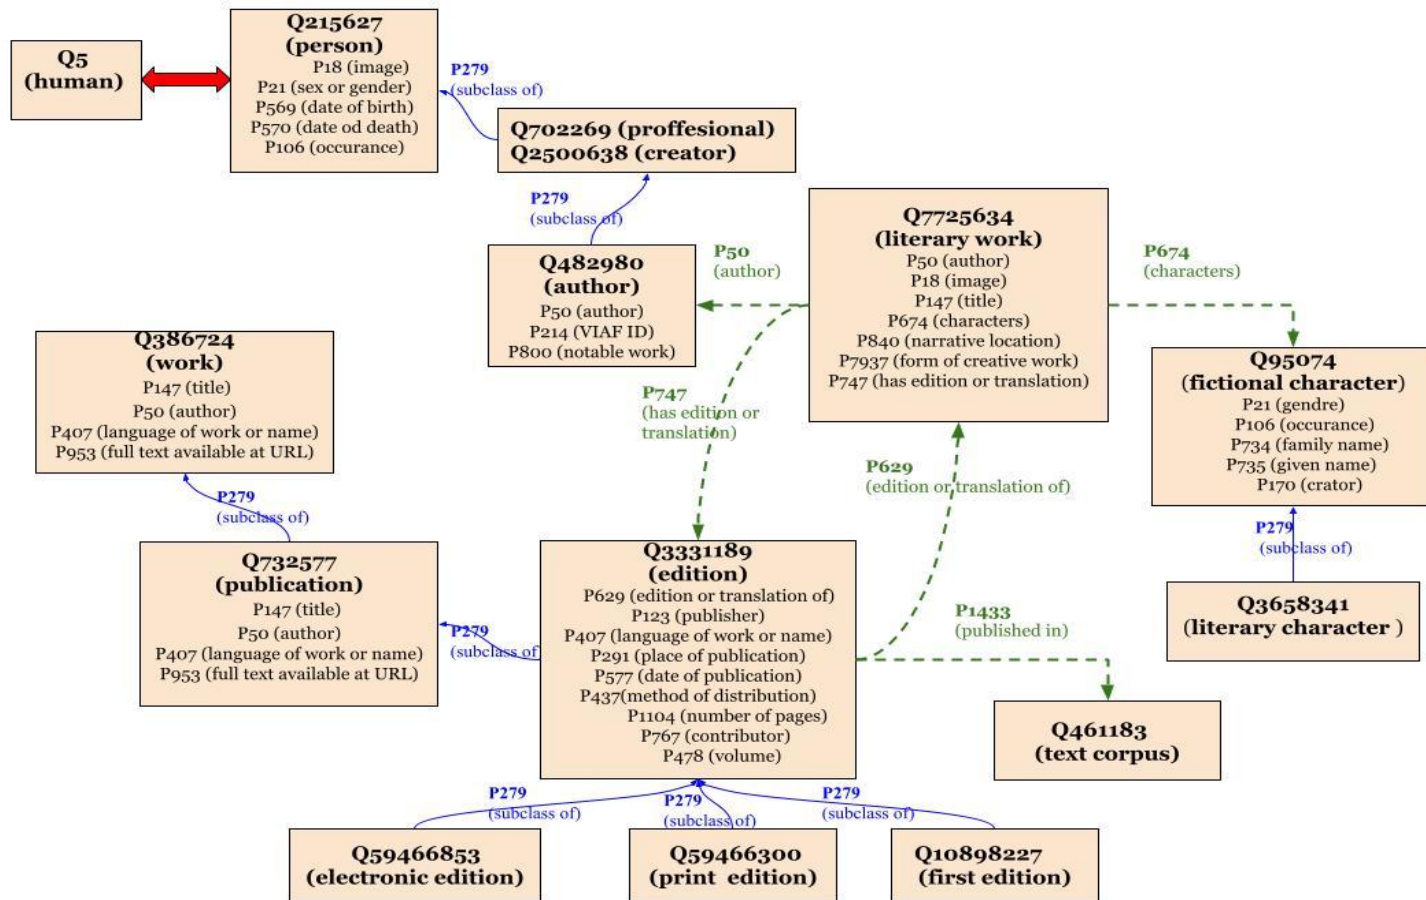 Q5
(human)
Q215627
(person)
P18 (image)
P21 (sex or gender)
P569 (date of birth)
P570 (date od death)
P106 (occurance)
P279
(subclass of)
Q702269 (proffesional)
Q2500638 (creator)
P279
(subclass of)
Q482980
(author)
P50 (author)
P214 (VIAF ID)
P800 (notable work)
P50
(author)
Q7725634
(literary work)
P50 (author)
P18 (image)
P147 (title)
P674 (characters)
P840 (narrative location)
P7937 (form of creative work)
P747 (has edition or translation)
P674
(characters)
Q95074
(fictional character)
P21 (gendre)
P106 (occurance)
P734 (family name)
P735 (given name)
P170 (crator)
P279
(subclass of)
Q3658341
(literary character )
Q386724
(work)
P147 (title)
P50 (author)
P407 (language of work or name)
P953 (full text available at URL)
P279
(subclass of)
Q732577
(publication)
P147 (title)
P50 (author)
P407 (language of work or name)
P953 (full text available at URL)
P279
(subclass of)
P747
(has edition or
translation)
P629
(edition or translation of)
Q3331189
(edition)
P629 (edition or translation of)
P123 (publisher)
P407 (language of work or name)
P291 (place of publication)
P577 (date of publication)
P437(method of distribution)
P1104 (number of pages)
P767 (contributor)
P478 (volume)
P1433
(published in)
Q461183
(text corpus)
P279
(subclass of)
P279
(subclass of)
P279
(subclass of)
Q59466853
(electronic edition)
Q59466300
(print edition)
Q10898227
(first edition)